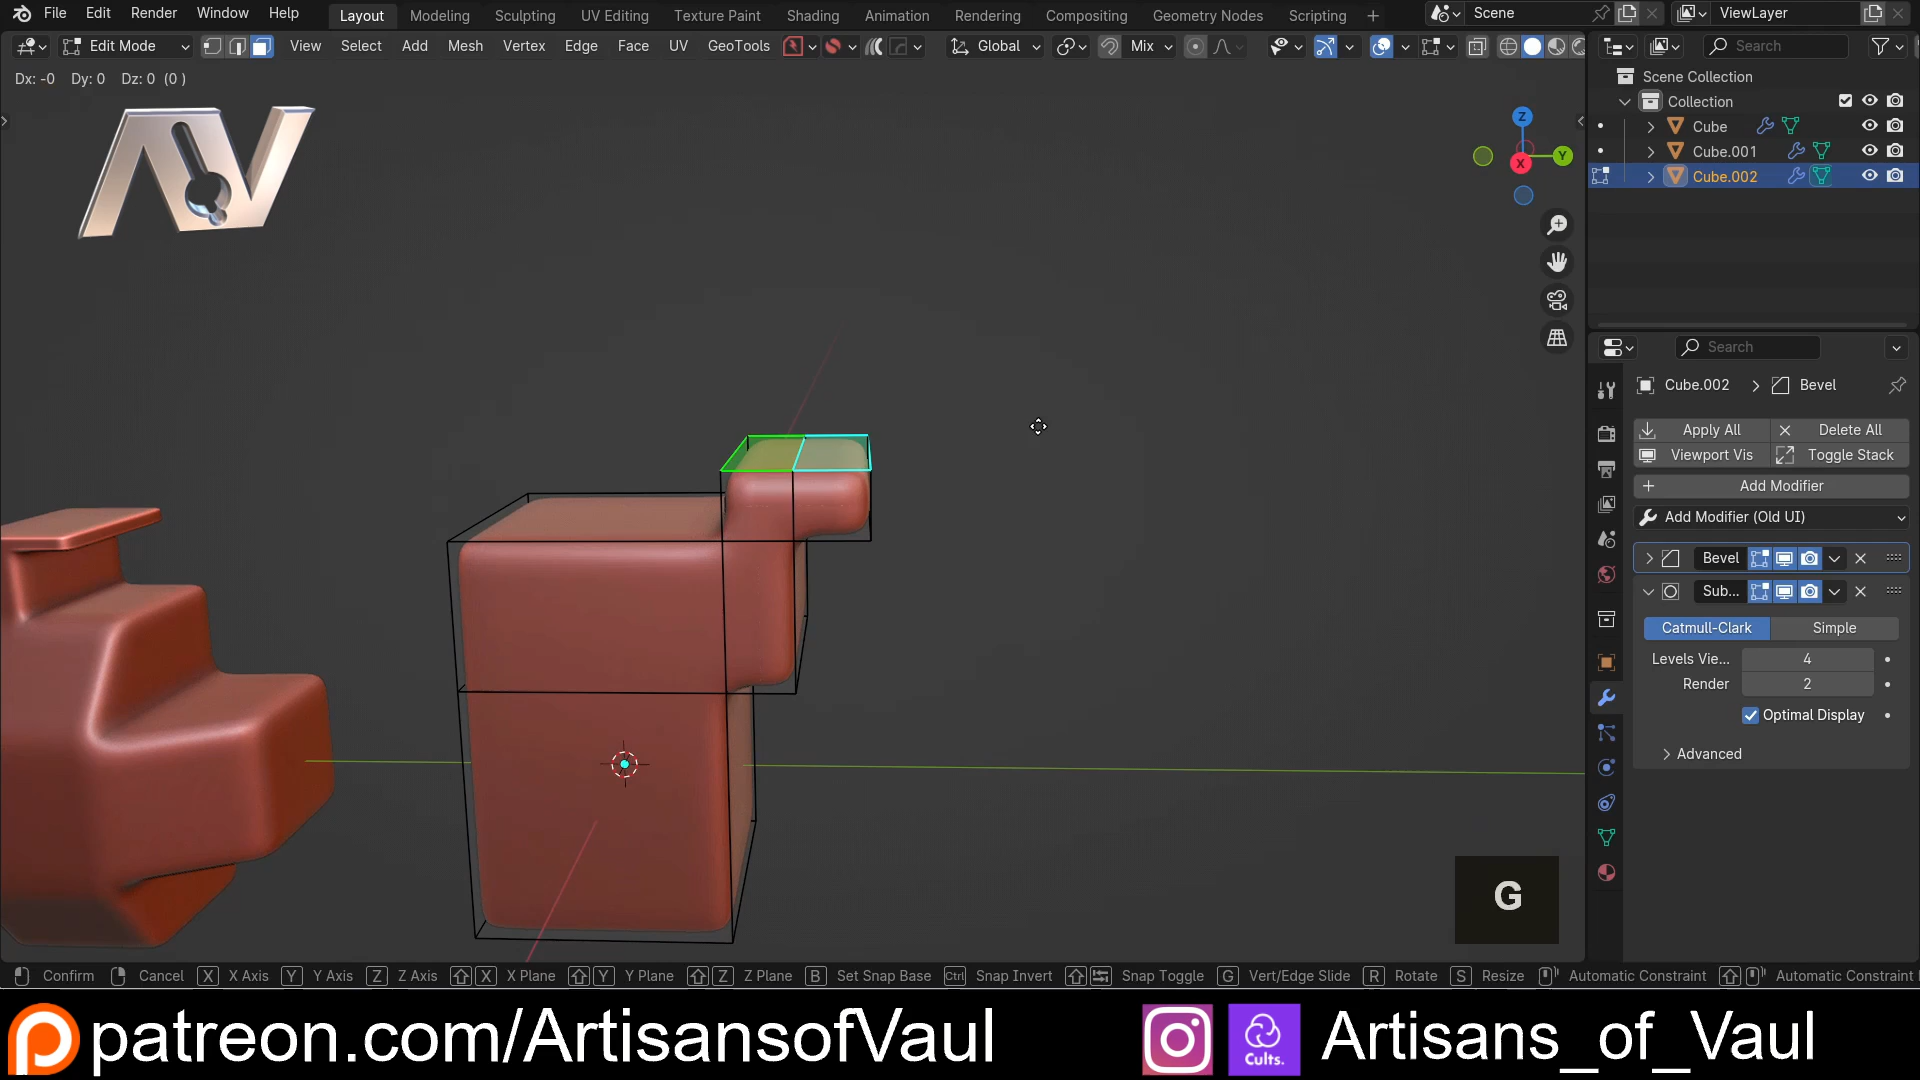 File Edit Render Window Help Layout Modeling Sculpting UV Editing Texture Paint Shading Animation Rendering Compositing Geometry Nodes Scripting + Scene ViewLayer
Edit Mode View Select Add Mesh Vertex Edge Face UV GeoTools Global Mix Search
Dx: -0 Dy: 0 Dz: 0 (0 )
Scene Collection
Collection
Cube
Cube.001
Cube.002
Z
Y
X
AV
Search
Cube.002 > Bevel
Apply All Delete All
Viewport Vis Toggle Stack
Add Modifier
Add Modifier (Old UI)
Bevel
Sub...
Catmull-Clark Simple
Levels Vie... 4
Render 2
Optimal Display
Advanced
G
Confirm Cancel X X Axis Y Y Axis Z Z Axis X X Plane Y Y Plane Z Z Plane B Set Snap Base Ctrl Snap Invert Snap Toggle G Vert/Edge Slide R Rotate S Resize Automatic Constraint Automatic Constraint
patreon.com/ArtisansofVaul Cults. Artisans_of_Vaul